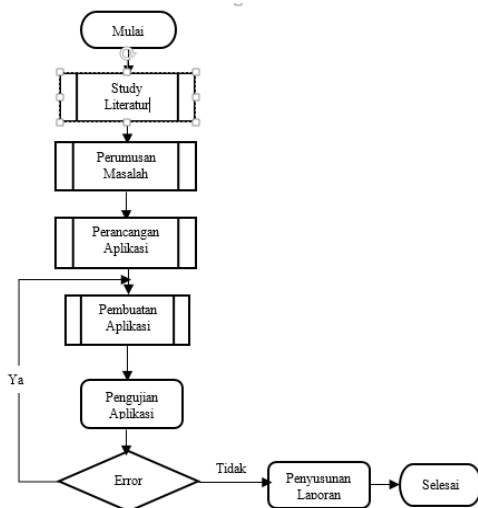 Mulai
Study
Literatur
Perumusan
Masalah
Perancangan
Aplikasi
Pembuatan
Aplikasi
Ya
Pengujian
Aplikasi
Error
Tidak
Penyusunan
Laporan
Selesai